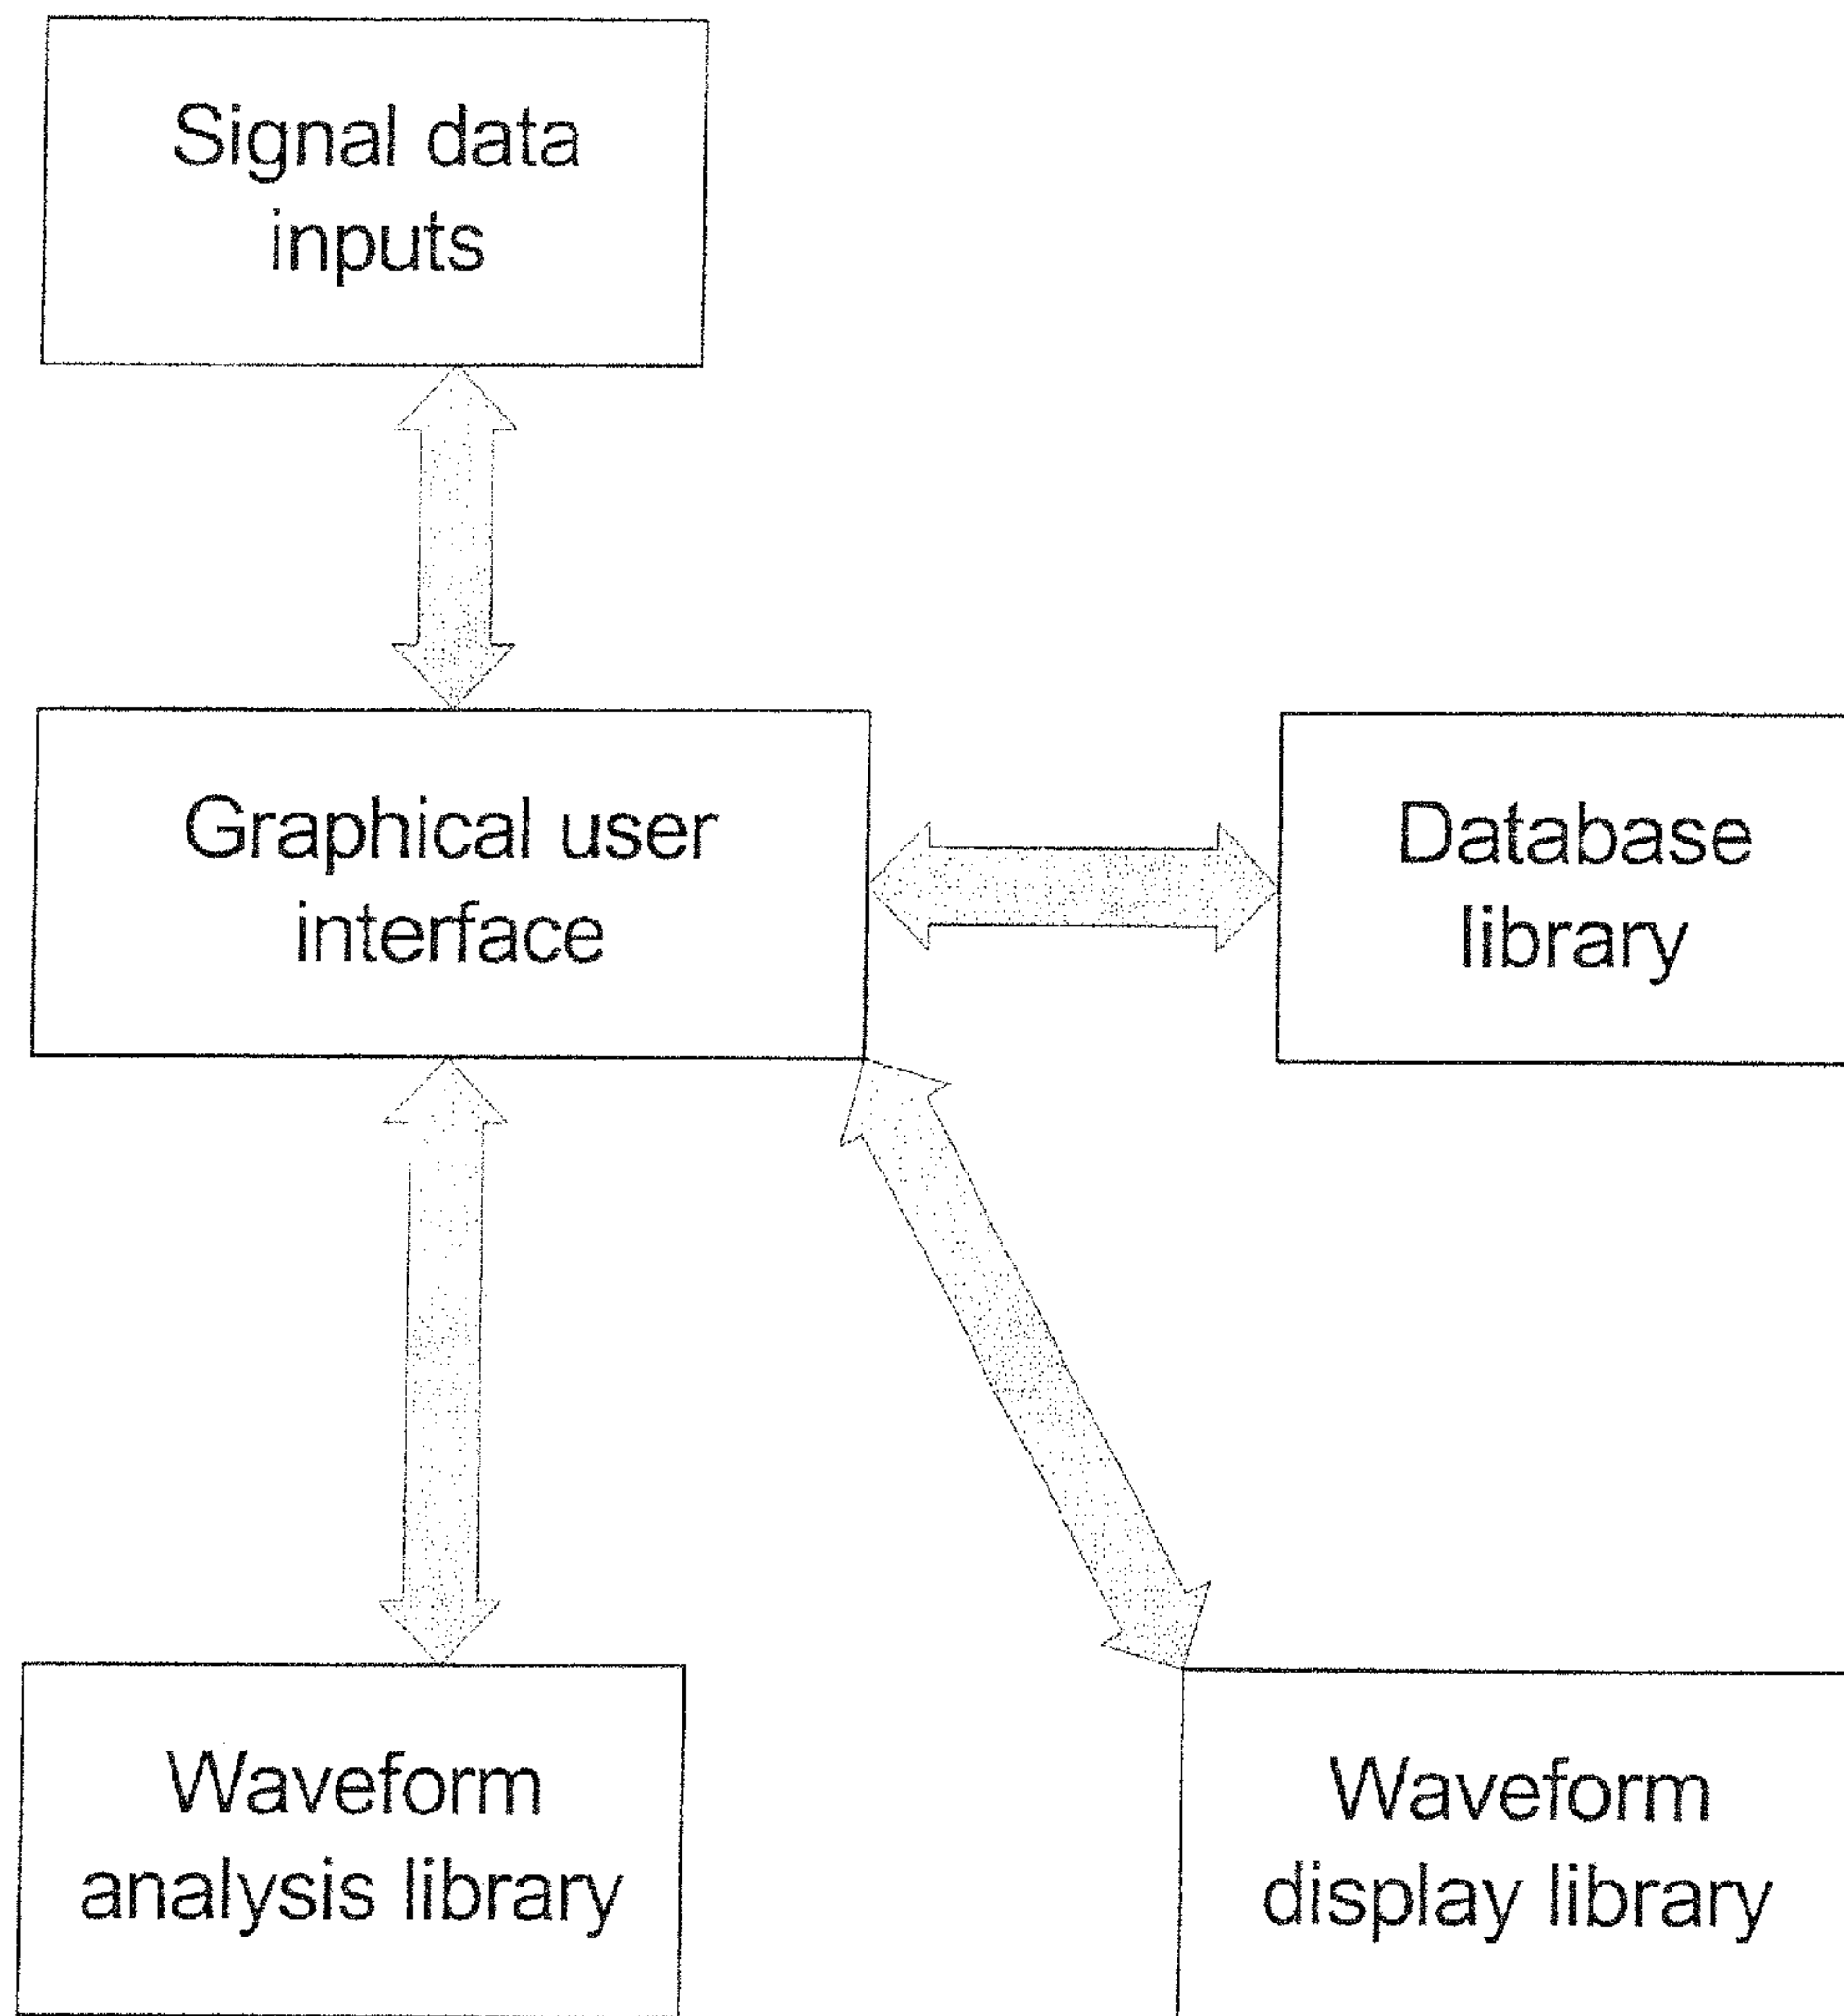 Signal data
inputs
Graphical user
interface
Database
library
Waveform
analysis library
Waveform
display library